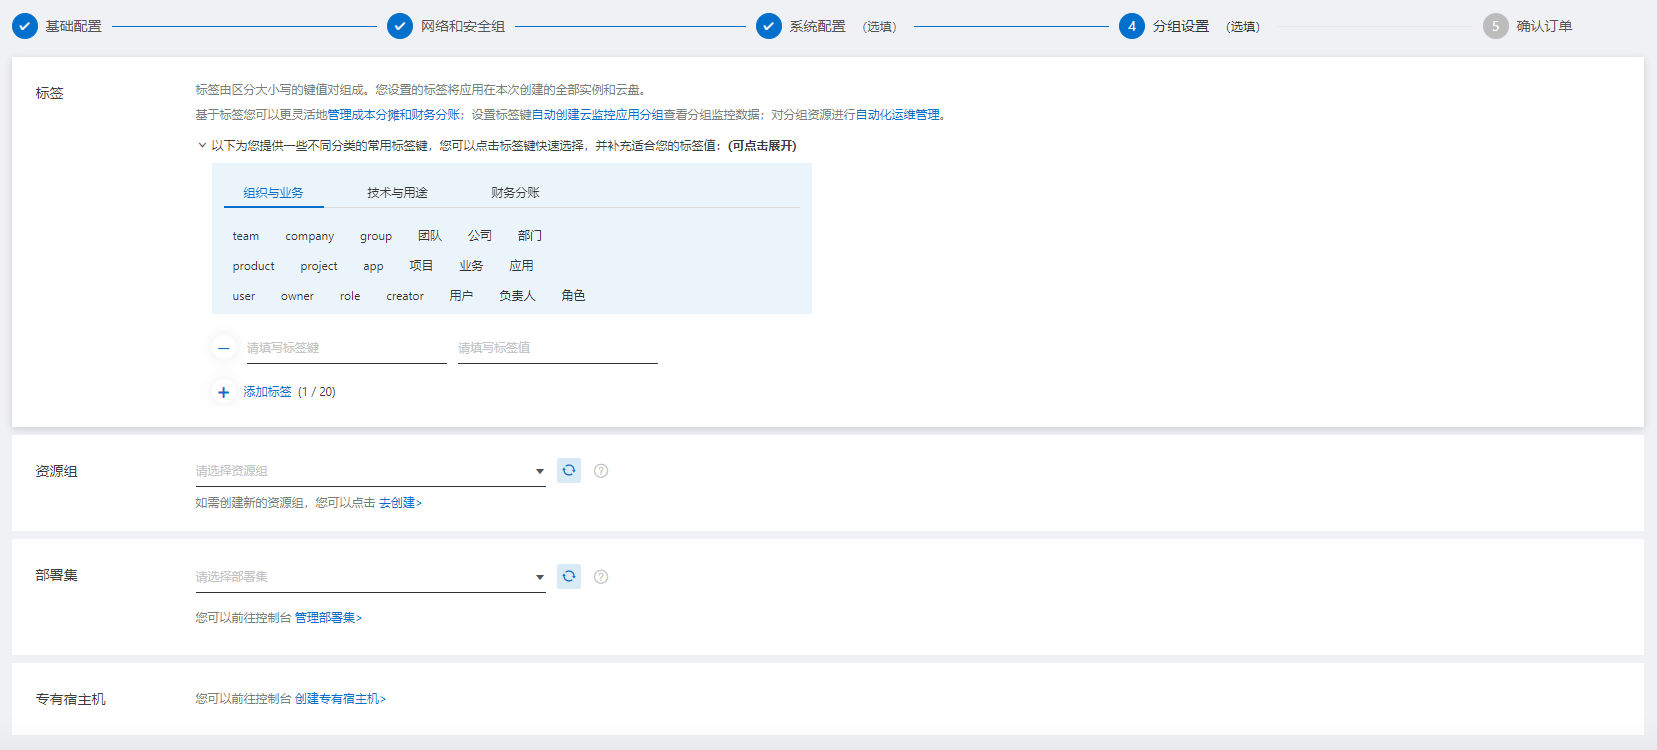 基础配置 网络和安全组 系统配置 (选填) 4 分组设置 (选填) 5 确认订单
标签
标签由区分大小写的键值对组成。您设置的标签将应用在本次创建的全部实例和云盘。
基于标签您可以更灵活地管理成本分摊和财务分账；设置标签键自动创建云监控应用分组查看分组监控数据；对分组资源进行自动化运维管理。
以下为您提供一些不同分类的常用标签键，您可以点击标签键快速选择，并补充适合您的标签值：(可点击展开)
组织与业务 技术与用途 财务分账
team company group 团队 公司 部门
product project app 项目 业务 应用
user owner role creator 用户 负责人 角色
请填写标签键 请填写标签值
添加标签 (1 / 20)
资源组 请选择资源组 ?
如需创建新的资源组，您可以点击 去创建>
部署集 请选择部署集 ?
您可以前往控制台 管理部署集>
专有宿主机 您可以前往控制台 创建专有宿主机>